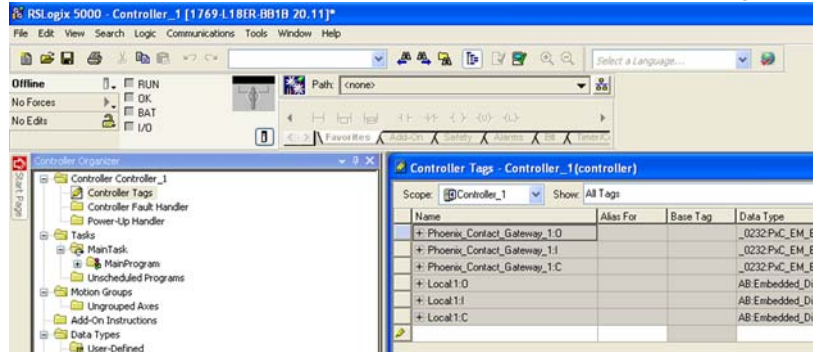 RSLogix 5000 - Controller_1 [1769-L18ER-BB1B 20.11]*
File Edit View Search Logic Communications Tools Window Help
Select a Language...
Offline RUN Path: <none>
No Forces OK
No Edits BAT
I/O
Favorites Add-On Safety Alarms Bit
Start Page
Controller Organizer
Controller Controller_1
Controller Tags
Controller Fault Handler
Power-Up Handler
Tasks
MainTask
MainProgram
Unscheduled Programs
Motion Groups
Ungrouped Axes
Add-On Instructions
Data Types
User-Defined
Controller Tags - Controller_1(controller)
Scope: Controller_1 Show: All Tags
Name Alias For Base Tag Data Type
+ Phoenix_Contact_Gateway_1:O _0232:PxC_EM_E
+ Phoenix_Contact_Gateway_1:I _0232:PxC_EM_E
+ Phoenix_Contact_Gateway_1:C _0232:PxC_EM_E
+ Local:1:O AB:Embedded_Di
+ Local:1:I AB:Embedded_Di
+ Local:1:C AB:Embedded_Di